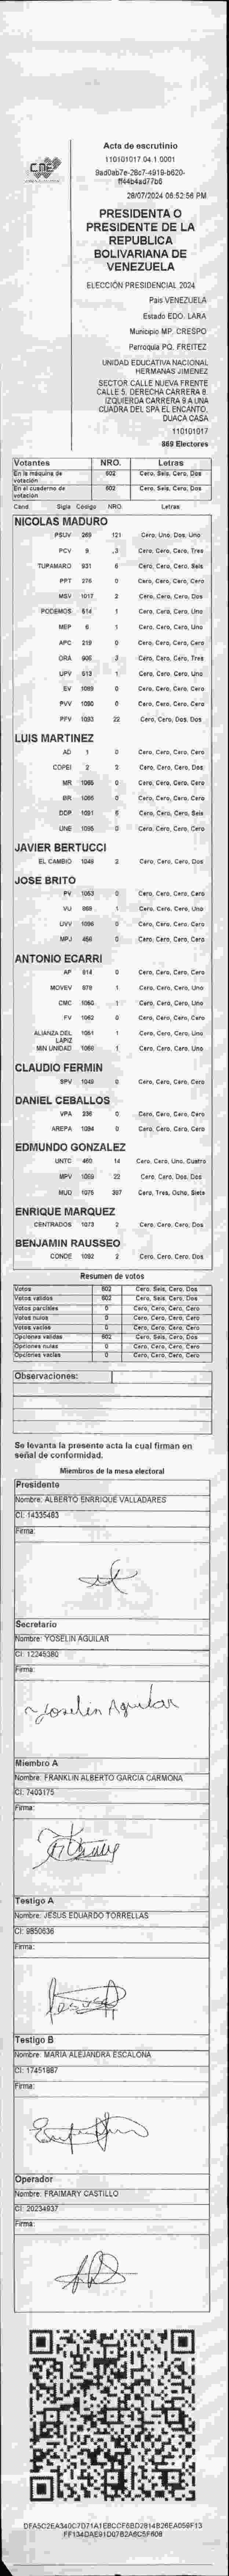 CNE
Acta de escrutinio
110101017.04.1.0001
9ad0ab7e-28c7-4919-b620-
ff44b4ad77b6
28/07/2024 06:52:56 PM
PRESIDENTA O
PRESIDENTE DE LA
REPUBLICA
BOLIVARIANA DE
VENEZUELA
ELECCIÓN PRESIDENCIAL 2024
Pais VENEZUELA
Estado EDO. LARA
Municipio MP. CRESPO
Parroquia PQ. FREITEZ
UNIDAD EDUCATIVA NACIONAL
HERMANAS JIMENEZ
SECTOR CALLE NUEVA FRENTE
CALLE 5. DERECHA CARRERA 8
IZQUIERDA CARRERA 9 A UNA
CUADRA DEL SPA EL ENCANTO.
DUACA CASA
110101017
869 Electores
Votantes NRO. Letras
En la máquina de votación 602 Cero, Seis, Cero, Dos
En el cuaderno de votación 602 Cero, Seis, Cero, Dos
Cand. Sigla Código NRO. Letras
NICOLAS MADURO
PSUV 269 121 Cero, Uno, Dos, Uno
PCV 9 3 Cero, Cero, Cero, Tres
TUPAMARO 931 6 Cero, Cero, Cero, Seis
PPT 276 0 Cero, Cero, Cero, Cero
MSV 1017 2 Cero, Cero, Cero, Dos
PODEMOS 514 1 Cero, Cero, Cero, Uno
MEP 6 1 Cero, Cero, Cero, Uno
APC 219 0 Cero, Cero, Cero, Cero
ORA 906 3 Cero, Cero, Cero, Tres
UPV 513 1 Cero, Cero, Cero, Uno
EV 1089 0 Cero, Cero, Cero, Cero
PVV 1090 0 Cero, Cero, Cero, Cero
PFV 1093 22 Cero, Cero, Dos, Dos
LUIS MARTINEZ
AD 1 0 Cero, Cero, Cero, Cero
COPEI 2 2 Cero, Cero, Cero, Dos
MR 1065 0 Cero, Cero, Cero, Cero
BR 1066 0 Cero, Cero, Cero, Cero
DDP 1091 6 Cero, Cero, Cero, Seis
UNE 1095 0 Cero, Cero, Cero, Cero
JAVIER BERTUCCI
EL CAMBIO 1048 2 Cero, Cero, Cero, Dos
JOSE BRITO
PV 1053 0 Cero, Cero, Cero, Cero
VU 869 1 Cero, Cero, Cero, Uno
UVV 1096 0 Cero, Cero, Cero, Cero
MPJ 456 0 Cero, Cero, Cero, Cero
ANTONIO ECARRI
AP 814 0 Cero, Cero, Cero, Cero
MOVEV 678 1 Cero, Cero, Cero, Uno
CMC 1050 1 Cero, Cero, Cero, Uno
FV 1062 0 Cero, Cero, Cero, Cero
ALIANZA DEL LAPIZ 1051 1 Cero, Cero, Cero, Uno
MIN UNIDAD 1069 1 Cero, Cero, Cero, Uno
CLAUDIO FERMIN
SPV 1049 0 Cero, Cero, Cero, Cero
DANIEL CEBALLOS
VPA 236 0 Cero, Cero, Cero, Cero
AREPA 1094 0 Cero, Cero, Cero, Cero
EDMUNDO GONZALEZ
UNTC 460 14 Cero, Cero, Uno, Cuatro
MPV 1059 22 Cero, Cero, Dos, Dos
MUD 1075 387 Cero, Tres, Ocho, Siete
ENRIQUE MARQUEZ
CENTRADOS 1073 2 Cero, Cero, Cero, Dos
BENJAMIN RAUSSEO
CONDE 1092 2 Cero, Cero, Cero, Dos
Resumen de votos
Votos 602 Cero, Seis, Cero, Dos
Votos válidos 602 Cero, Seis, Cero, Dos
Votos parciales 0 Cero, Cero, Cero, Cero
Votos nulos 0 Cero, Cero, Cero, Cero
Votos vacíos 0 Cero, Cero, Cero, Cero
Opciones válidas 602 Cero, Seis, Cero, Dos
Opciones nulas 0 Cero, Cero, Cero, Cero
Opciones vacías 0 Cero, Cero, Cero, Cero
Observaciones:
Se levanta la presente acta la cual firman en
señal de conformidad.
Miembros de la mesa electoral
Presidente
Nombre: ALBERTO ENRRIQUE VALLADARES
CI: 14335483
Firma:
Secretario
Nombre: YOSELIN AGUILAR
CI: 12245380
Firma:
Yoselin Aguilar
Miembro A
Nombre: FRANKLIN ALBERTO GARCIA CARMONA
CI: 7403175
Firma:
Testigo A
Nombre: JESUS EDUARDO TORRELLAS
CI: 9850636
Firma:
Testigo B
Nombre: MARIA ALEJANDRA ESCALONA
CI: 17451887
Firma:
Operador
Nombre: FRAIMARY CASTILLO
CI: 20234937
Firma:
DFA5C2EA340C7D71A1EBCCF6BD2814B26EA059F13
FF134DAE91D07B2A6C5F608